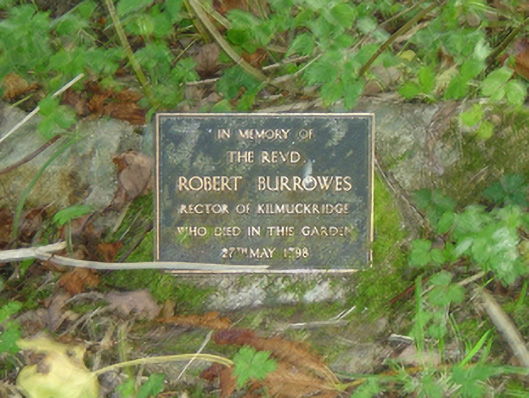 IN MEMORY OF
THE REVD.
ROBERT BURROWES
RECTOR OF KILMUCKRIDGE
WHO DIED IN THIS GARDEN
27TH MAY 1798